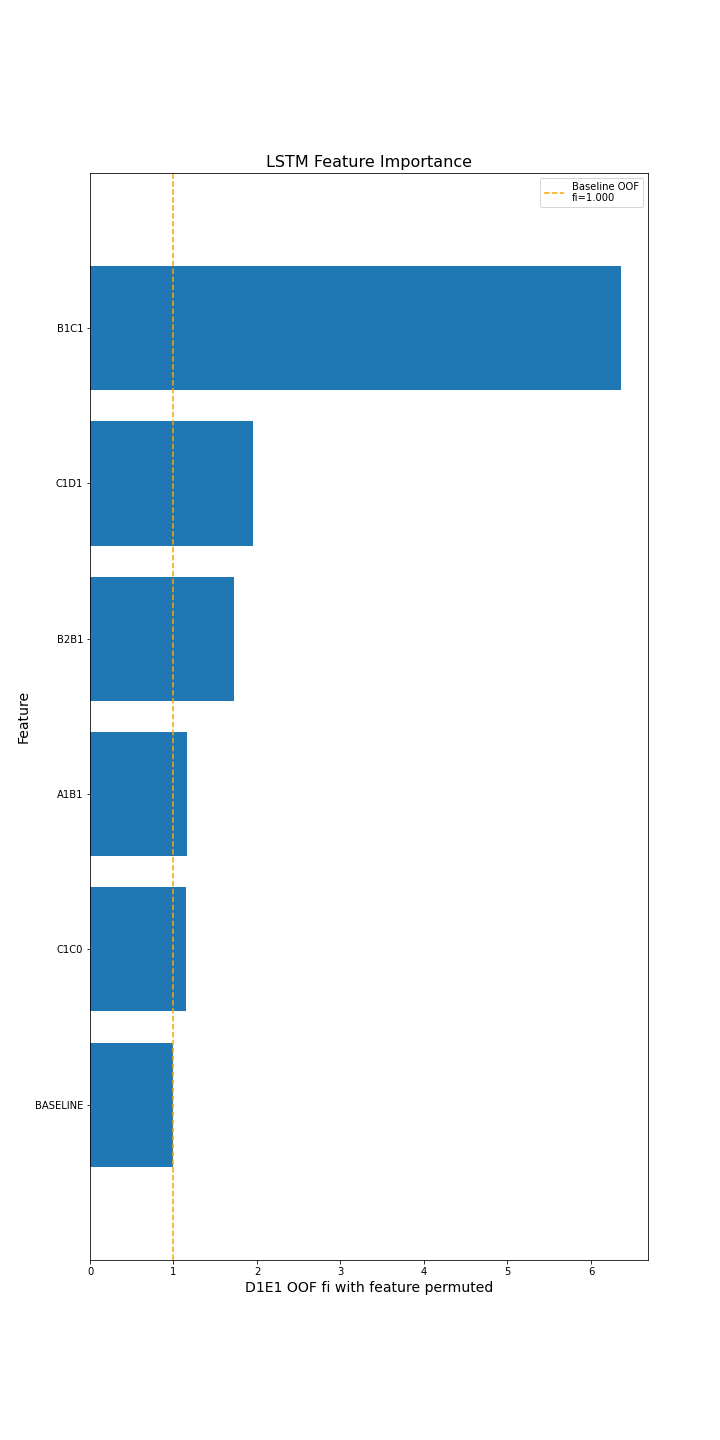 LSTM Feature Importance
Baseline OOF
fi=1.000
B1C1
C1D1
B2B1
A1B1
C1C0
BASELINE
Feature
0 1 2 3 4 5 6
D1E1 OOF fi with feature permuted